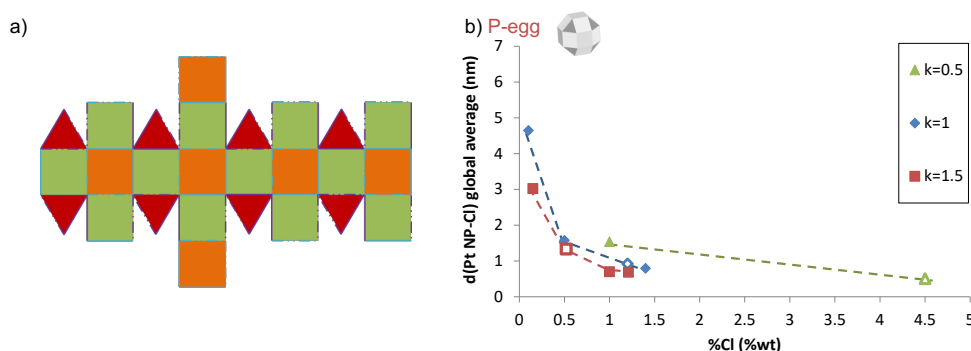 a)
b) P-egg
d(Pt NP-Cl) global average (nm)
7
6
5
4
3
2
1
0
0 0.5 1 1.5 2 2.5 3 3.5 4 4.5 5
%Cl (%wt)
k=0.5
k=1
k=1.5